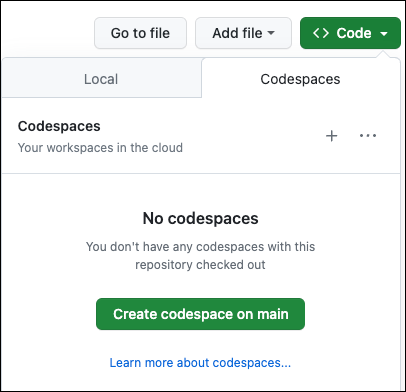 Go to file
Add file
<> Code
Local
Codespaces
Codespaces
Your workspaces in the cloud
No codespaces
You don't have any codespaces with this
repository checked out
Create codespace on main
Learn more about codespaces...